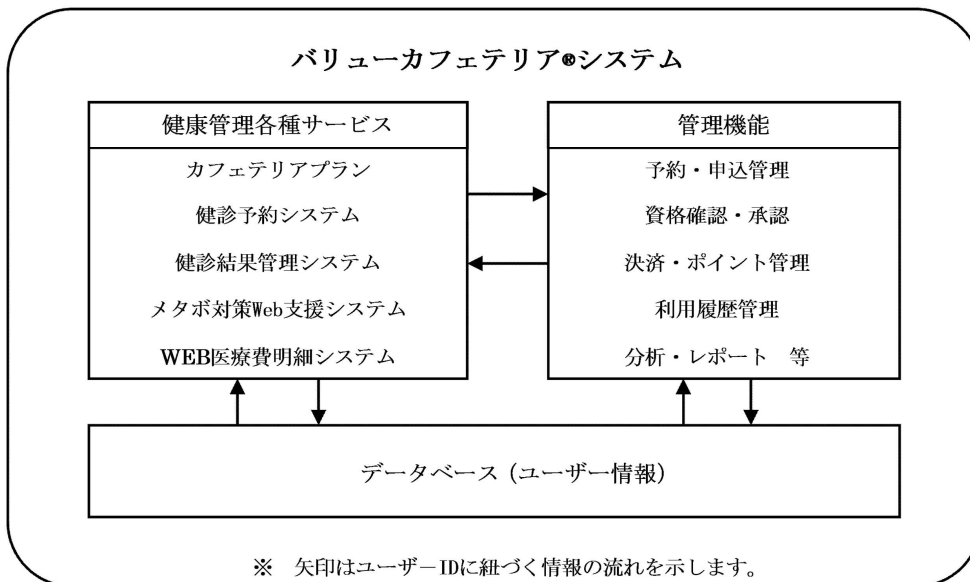 バリューカフェテリア®システム
健康管理各種サービス
カフェテリアプラン
健診予約システム
健診結果管理システム
メタボ対策Web支援システム
WEB医療費明細システム
管理機能
予約・申込管理
資格確認・承認
決済・ポイント管理
利用履歴管理
分析・レポート　等
データベース（ユーザー情報）
※　矢印はユーザーIDに紐づく情報の流れを示します。